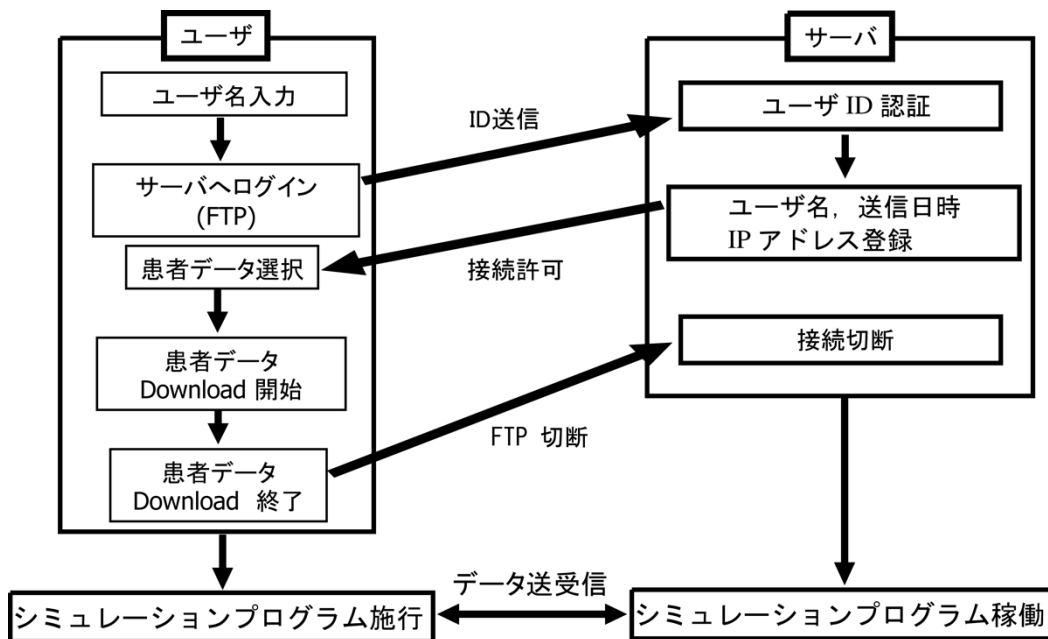 ユーザ
ユーザ名入力
サーバへログイン
(FTP)
患者データ選択
患者データ
Download 開始
患者データ
Download 終了
シミュレーションプログラム施行
ID送信
接続許可
FTP 切断
データ送受信
サーバ
ユーザ ID 認証
ユーザ名，送信日時
IP アドレス登録
接続切断
シミュレーションプログラム稼働